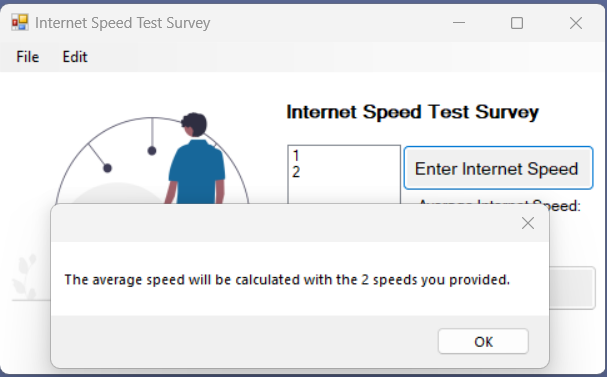 Internet Speed Test Survey
File Edit
Internet Speed Test Survey
1
2
Enter Internet Speed
Average Internet Speed:
The average speed will be calculated with the 2 speeds you provided.
OK